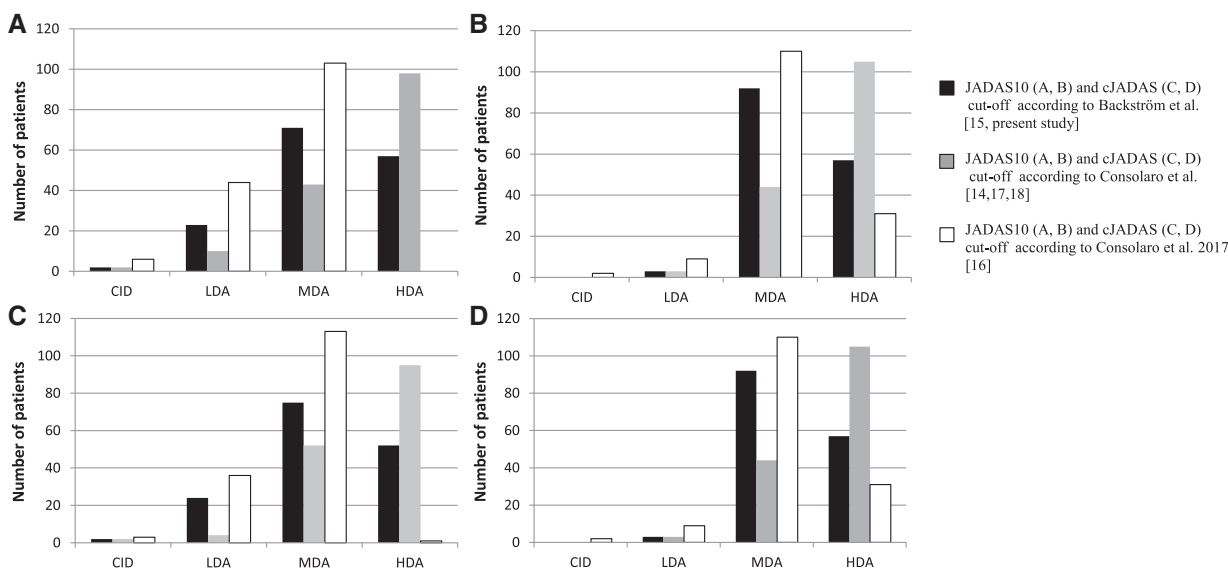 A
Number of patients
120
100
80
60
40
20
0
CID LDA MDA HDA
B
Number of patients
120
100
80
60
40
20
0
CID LDA MDA HDA
JADAS10 (A, B) and cJADAS (C, D)
cut-off according to Backström et al.
[15, present study]
JADAS10 (A, B) and cJADAS (C, D)
cut-off according to Consolaro et al.
[14,17,18]
JADAS10 (A, B) and cJADAS (C, D)
cut-off according to Consolaro et al. 2017
[16]
C
Number of patients
120
100
80
60
40
20
0
CID LDA MDA HDA
D
Number of patients
120
100
80
60
40
20
0
CID LDA MDA HDA